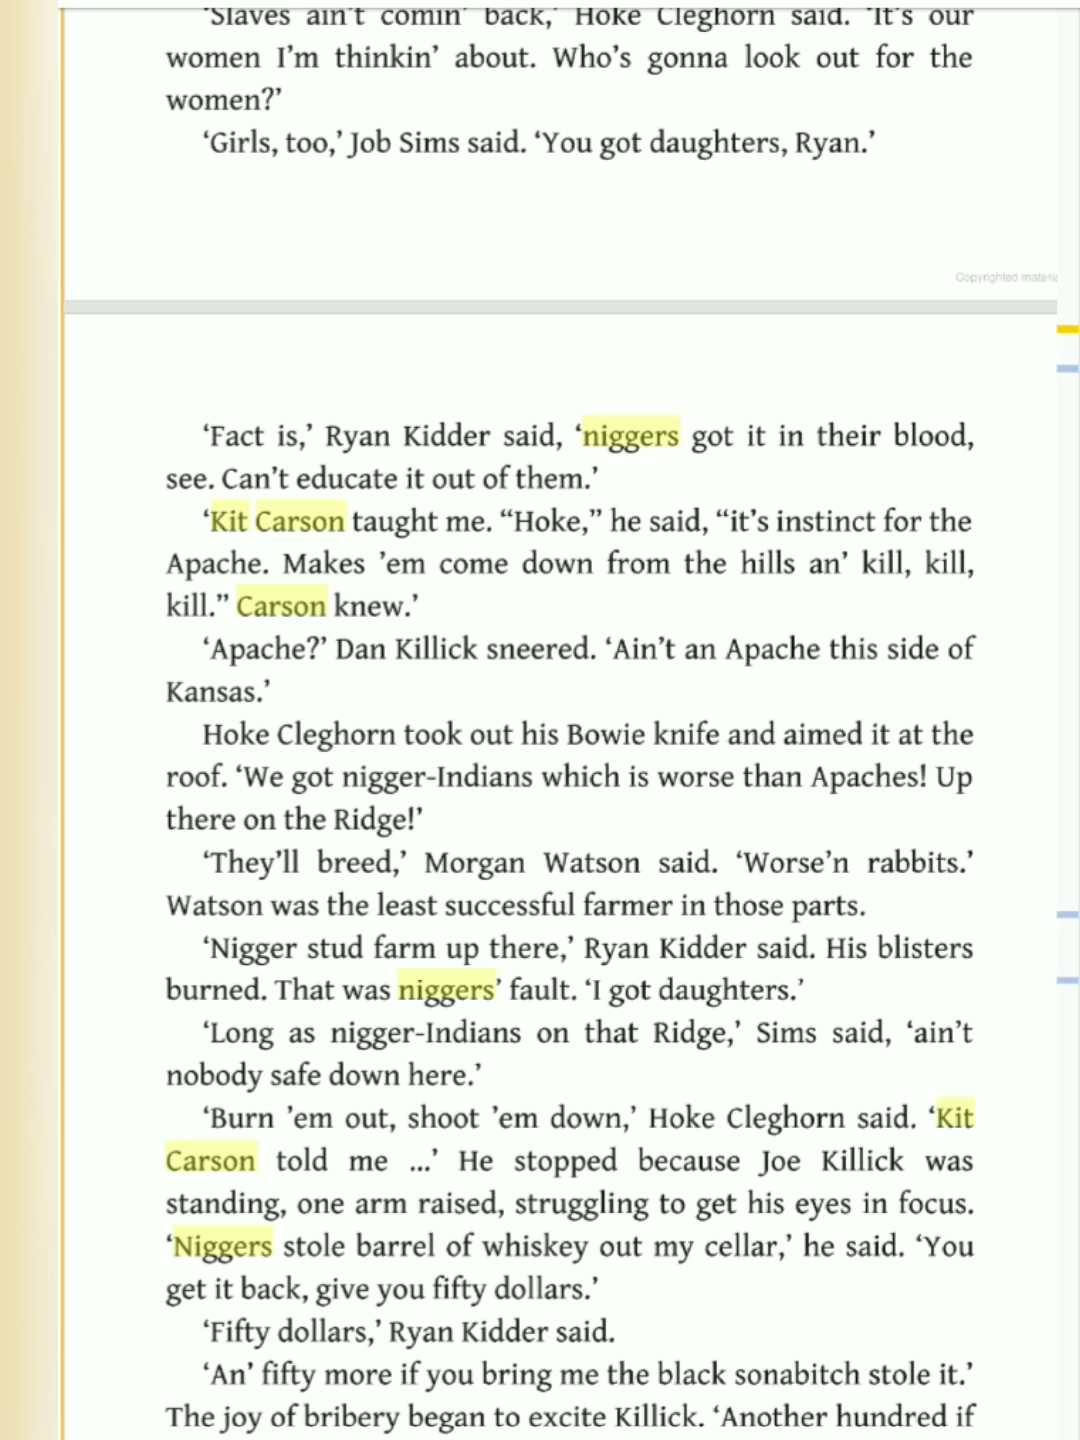 ‘Slaves ain’t comin’ back,’ Hoke Cleghorn said. ‘It’s our
women I’m thinkin’ about. Who’s gonna look out for the
women?’
‘Girls, too,’ Job Sims said. ‘You got daughters, Ryan.’
Copyrighted materia
‘Fact is,’ Ryan Kidder said, ‘niggers got it in their blood,
see. Can’t educate it out of them.’
‘Kit Carson taught me. “Hoke,” he said, “it’s instinct for the
Apache. Makes ’em come down from the hills an’ kill, kill,
kill.” Carson knew.’
‘Apache?’ Dan Killick sneered. ‘Ain’t an Apache this side of
Kansas.’
Hoke Cleghorn took out his Bowie knife and aimed it at the
roof. ‘We got nigger-Indians which is worse than Apaches! Up
there on the Ridge!’
‘They’ll breed,’ Morgan Watson said. ‘Worse’n rabbits.’
Watson was the least successful farmer in those parts.
‘Nigger stud farm up there,’ Ryan Kidder said. His blisters
burned. That was niggers’ fault. ‘I got daughters.’
‘Long as nigger-Indians on that Ridge,’ Sims said, ‘ain’t
nobody safe down here.’
‘Burn ’em out, shoot ’em down,’ Hoke Cleghorn said. ‘Kit
Carson told me ...’ He stopped because Joe Killick was
standing, one arm raised, struggling to get his eyes in focus.
‘Niggers stole barrel of whiskey out my cellar,’ he said. ‘You
get it back, give you fifty dollars.’
‘Fifty dollars,’ Ryan Kidder said.
‘An’ fifty more if you bring me the black sonabitch stole it.’
The joy of bribery began to excite Killick. ‘Another hundred if